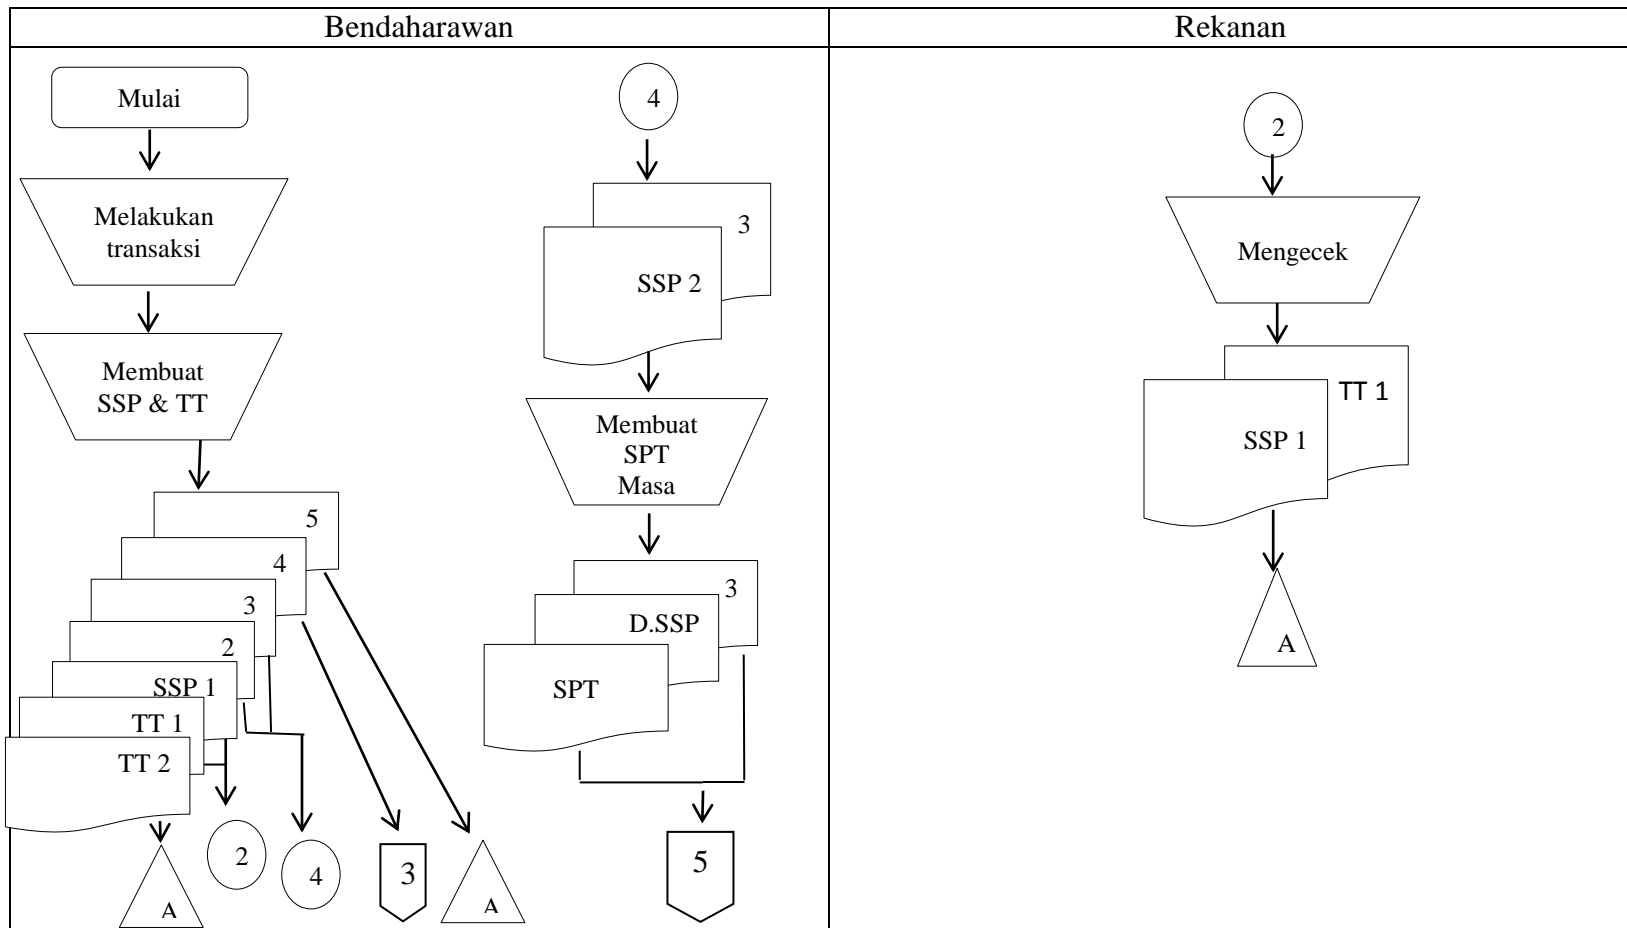 Bendaharawan
Rekanan
Mulai
Melakukan
transaksi
Membuat
SSP & TT
5
4
3
2
SSP 1
TT 1
TT 2
A
2
4
3
A
4
3
SSP 2
Membuat
SPT
Masa
3
D.SSP
SPT
5
2
Mengecek
TT 1
SSP 1
A